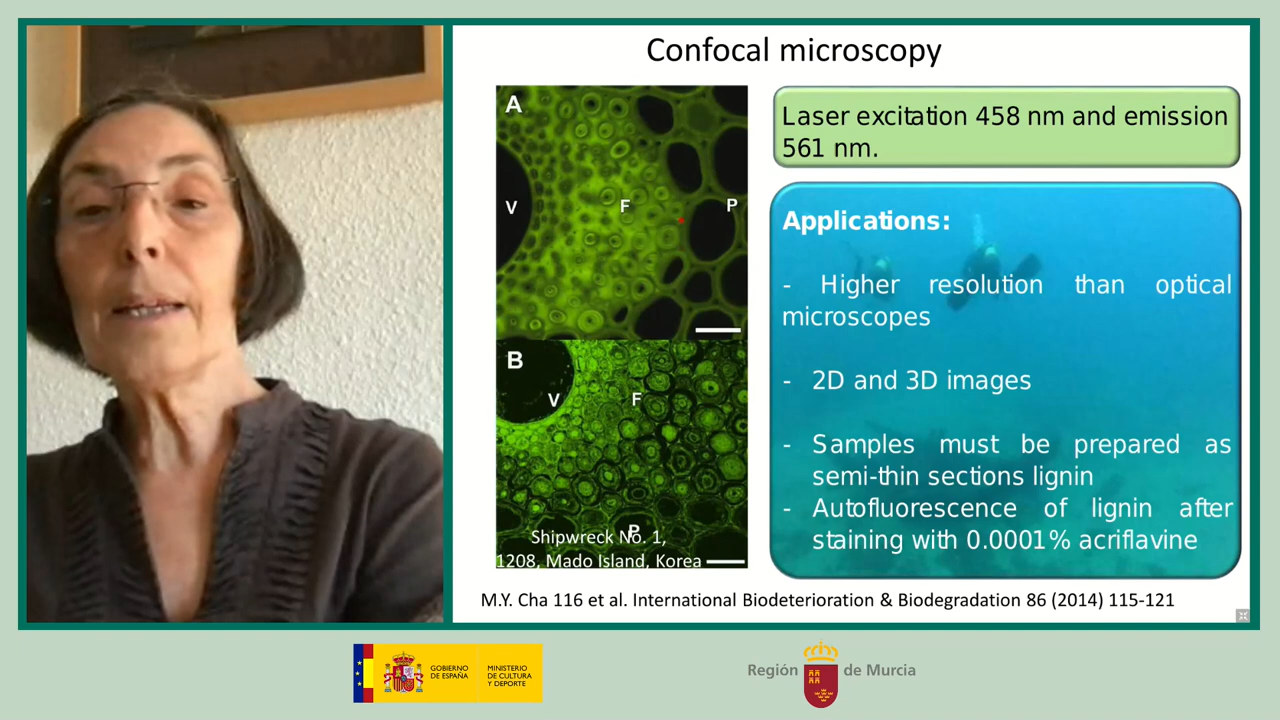 Confocal microscopy
A
V
F
P
B
V
F
P
Shipwreck No. 1,
1208, Mado Island, Korea
Laser excitation 458 nm and emission
561 nm.
Applications:
- Higher resolution than optical
microscopes
- 2D and 3D images
- Samples must be prepared as
semi-thin sections lignin
- Autofluorescence of lignin after
staining with 0.0001% acriflavine
M.Y. Cha 116 et al. International Biodeterioration & Biodegradation 86 (2014) 115-121
GOBIERNO
DE ESPAÑA
MINISTERIO
DE CULTURA
Y DEPORTE
Región de Murcia